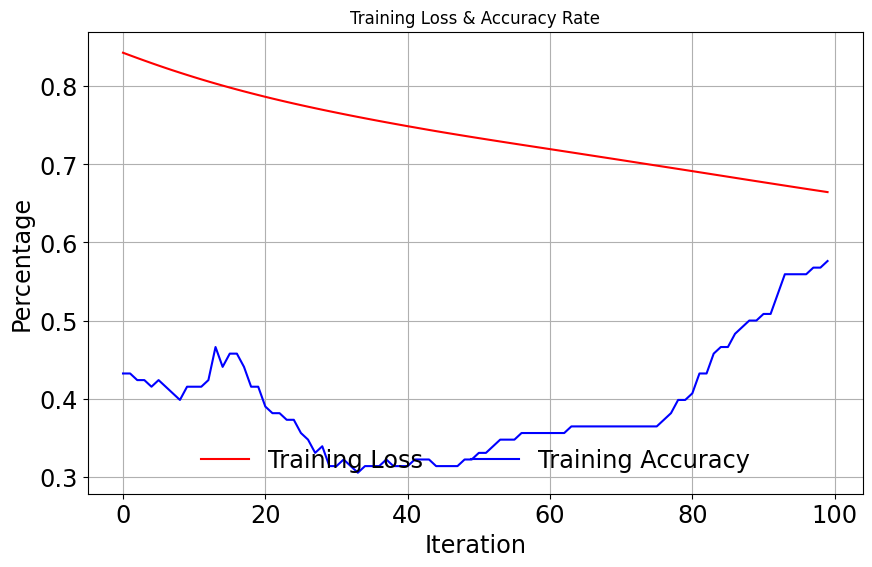 Training Loss & Accuracy Rate
Percentage
0.8
0.7
0.6
0.5
0.4
0.3
Training Loss Training Accuracy
0 20 40 60 80 100
Iteration